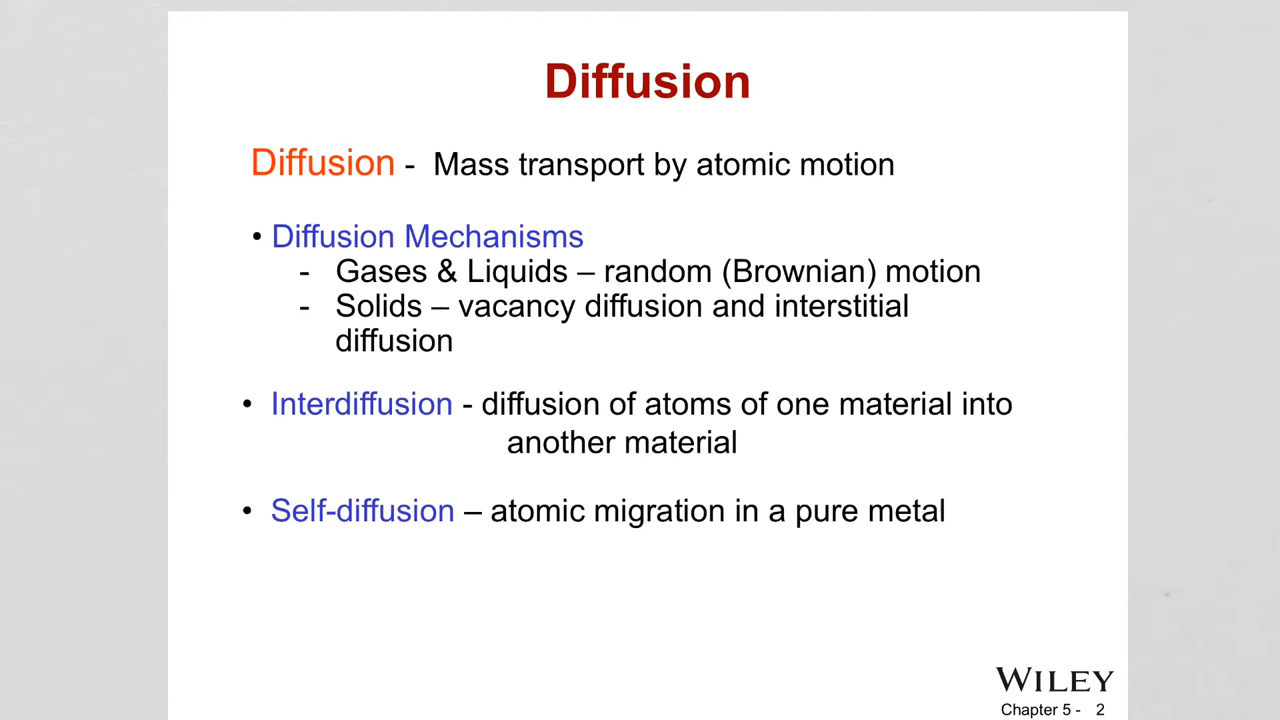 Diffusion
Diffusion - Mass transport by atomic motion
• Diffusion Mechanisms
- Gases & Liquids – random (Brownian) motion
- Solids – vacancy diffusion and interstitial
diffusion
• Interdiffusion - diffusion of atoms of one material into
another material
• Self-diffusion – atomic migration in a pure metal
WILEY
Chapter 5 - 2